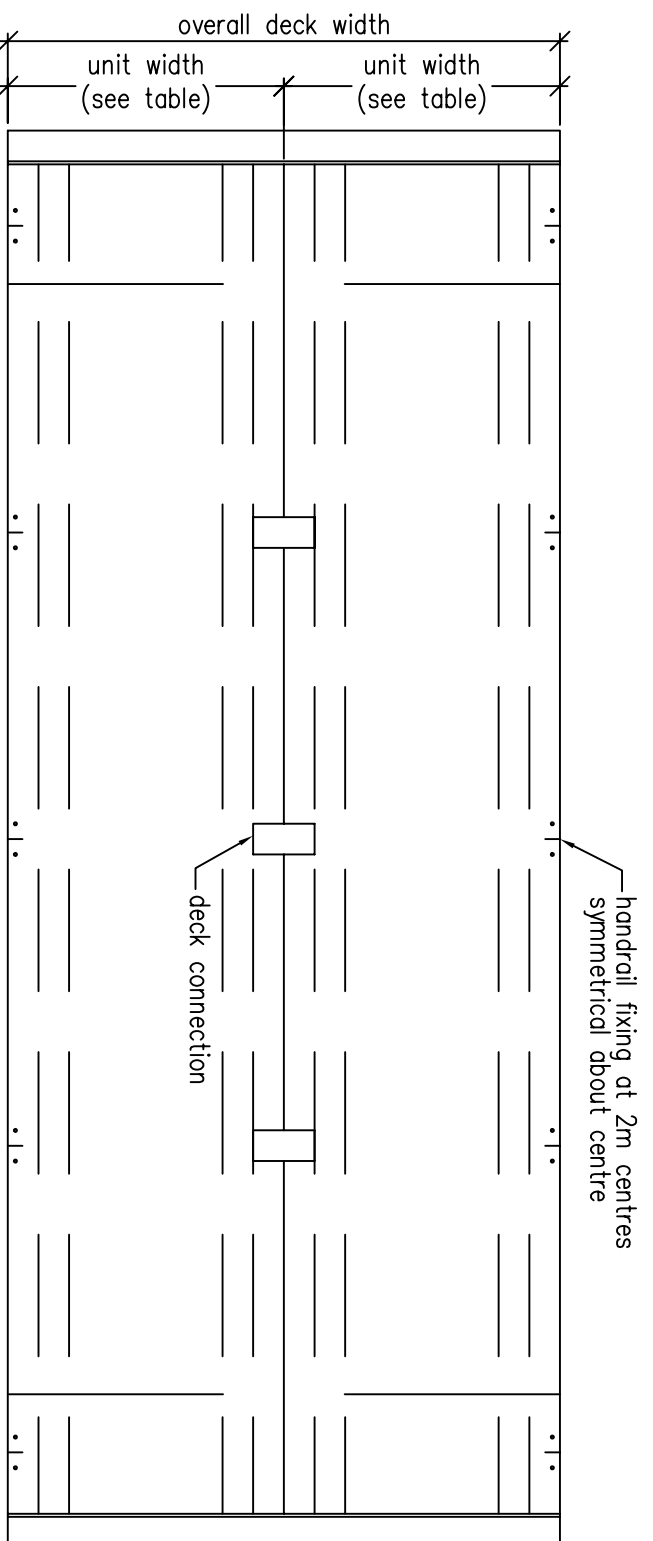 overall deck width
unit width
(see table)
unit width
(see table)
handrail fixing at 2m centres
symmetrical about centre
deck connection